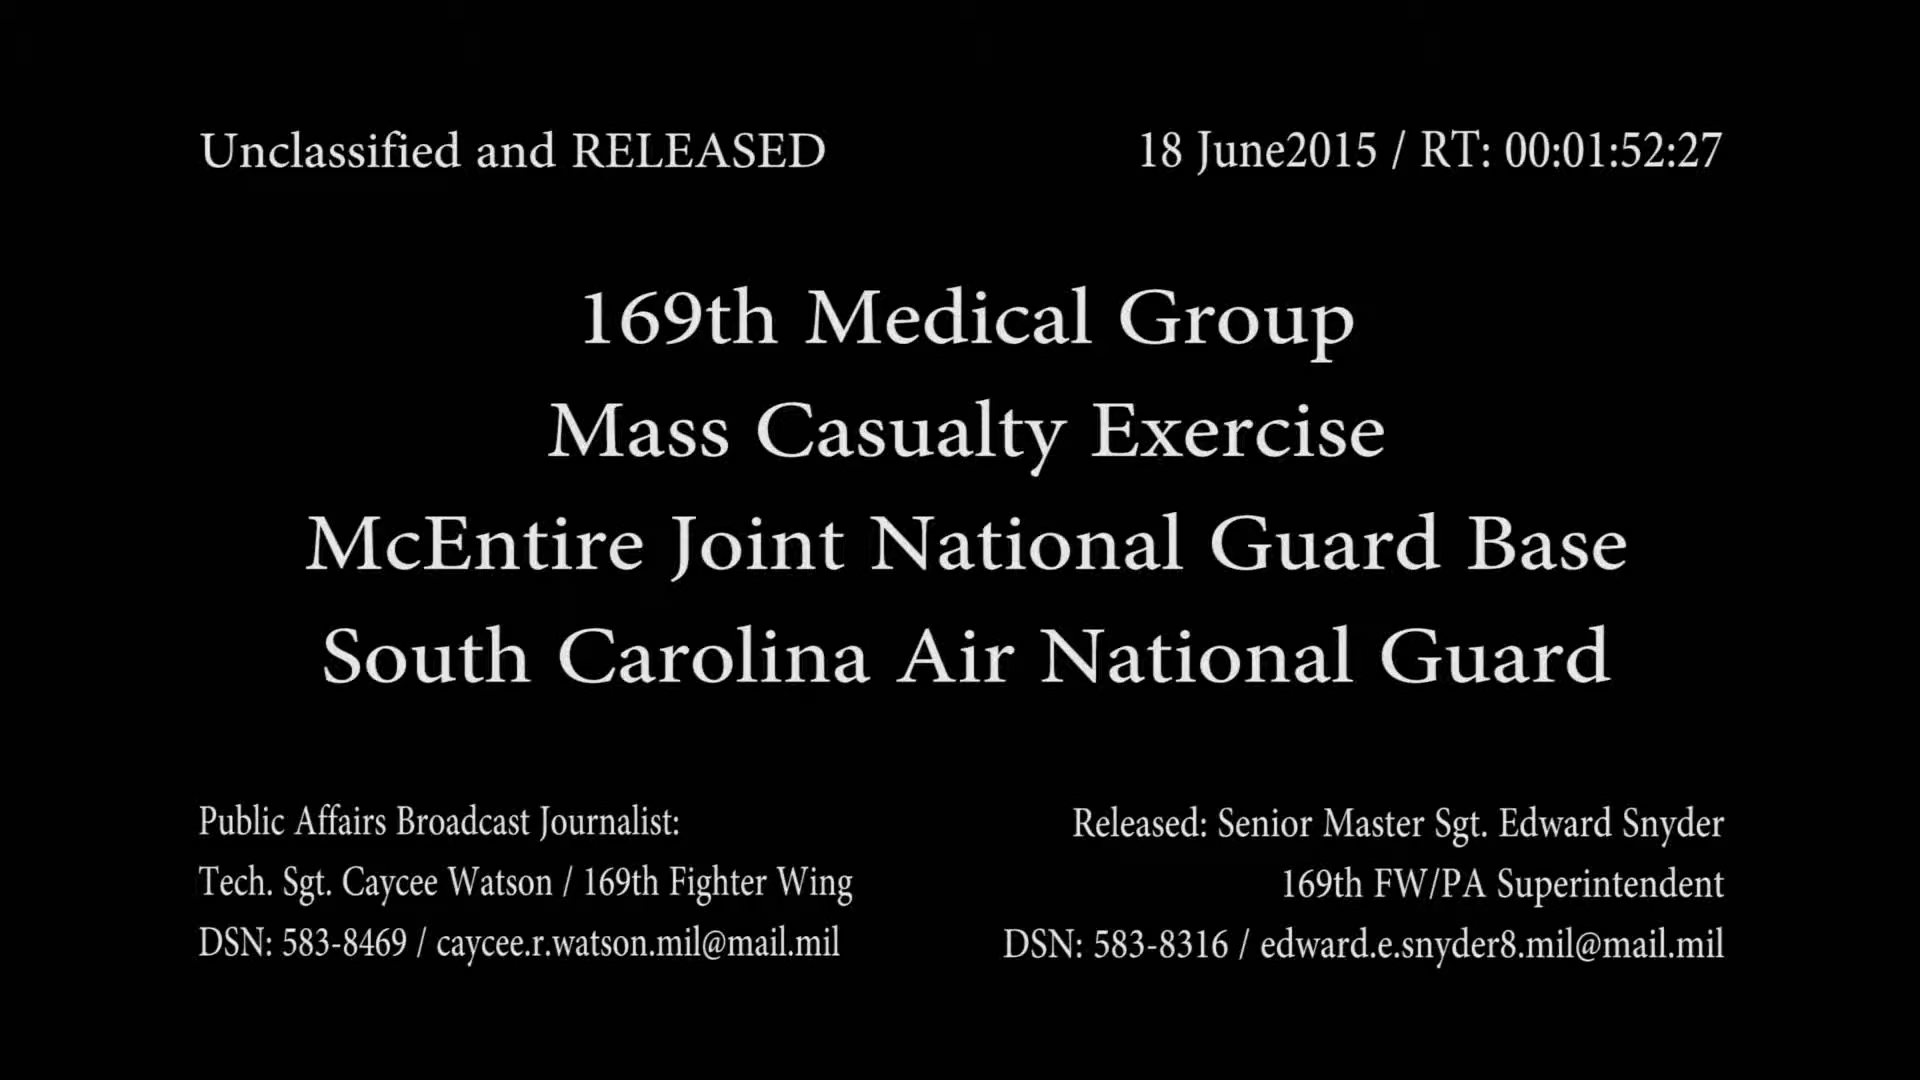 Unclassified and RELEASED
18 June2015 / RT: 00:01:52:27
169th Medical Group
Mass Casualty Exercise
McEntire Joint National Guard Base
South Carolina Air National Guard
Public Affairs Broadcast Journalist:
Tech. Sgt. Caycee Watson / 169th Fighter Wing
DSN: 583-8469 / caycee.r.watson.mil@mail.mil
Released: Senior Master Sgt. Edward Snyder
169th FW/PA Superintendent
DSN: 583-8316 / edward.e.snyder8.mil@mail.mil